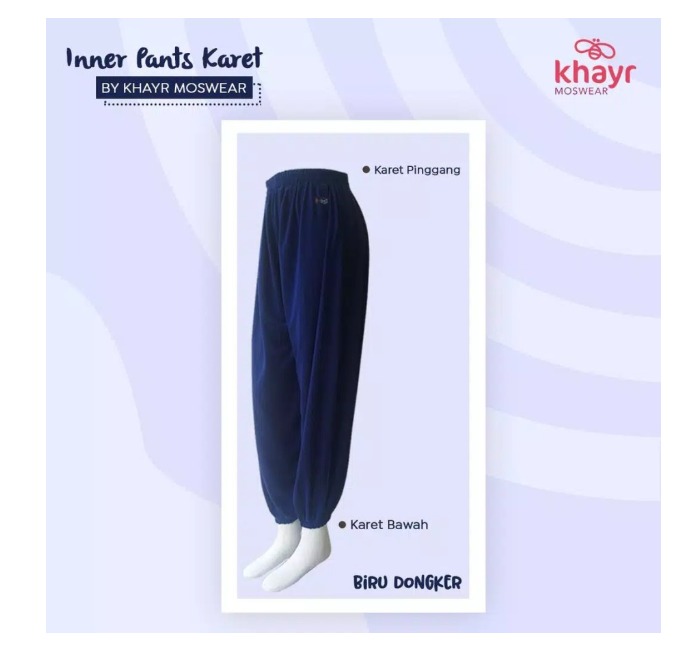 Inner Pants Karet
BY KHAYR MOSWEAR
khayr
MOSWEAR
Karet Pinggang
Karet Bawah
BIRU DONGKER